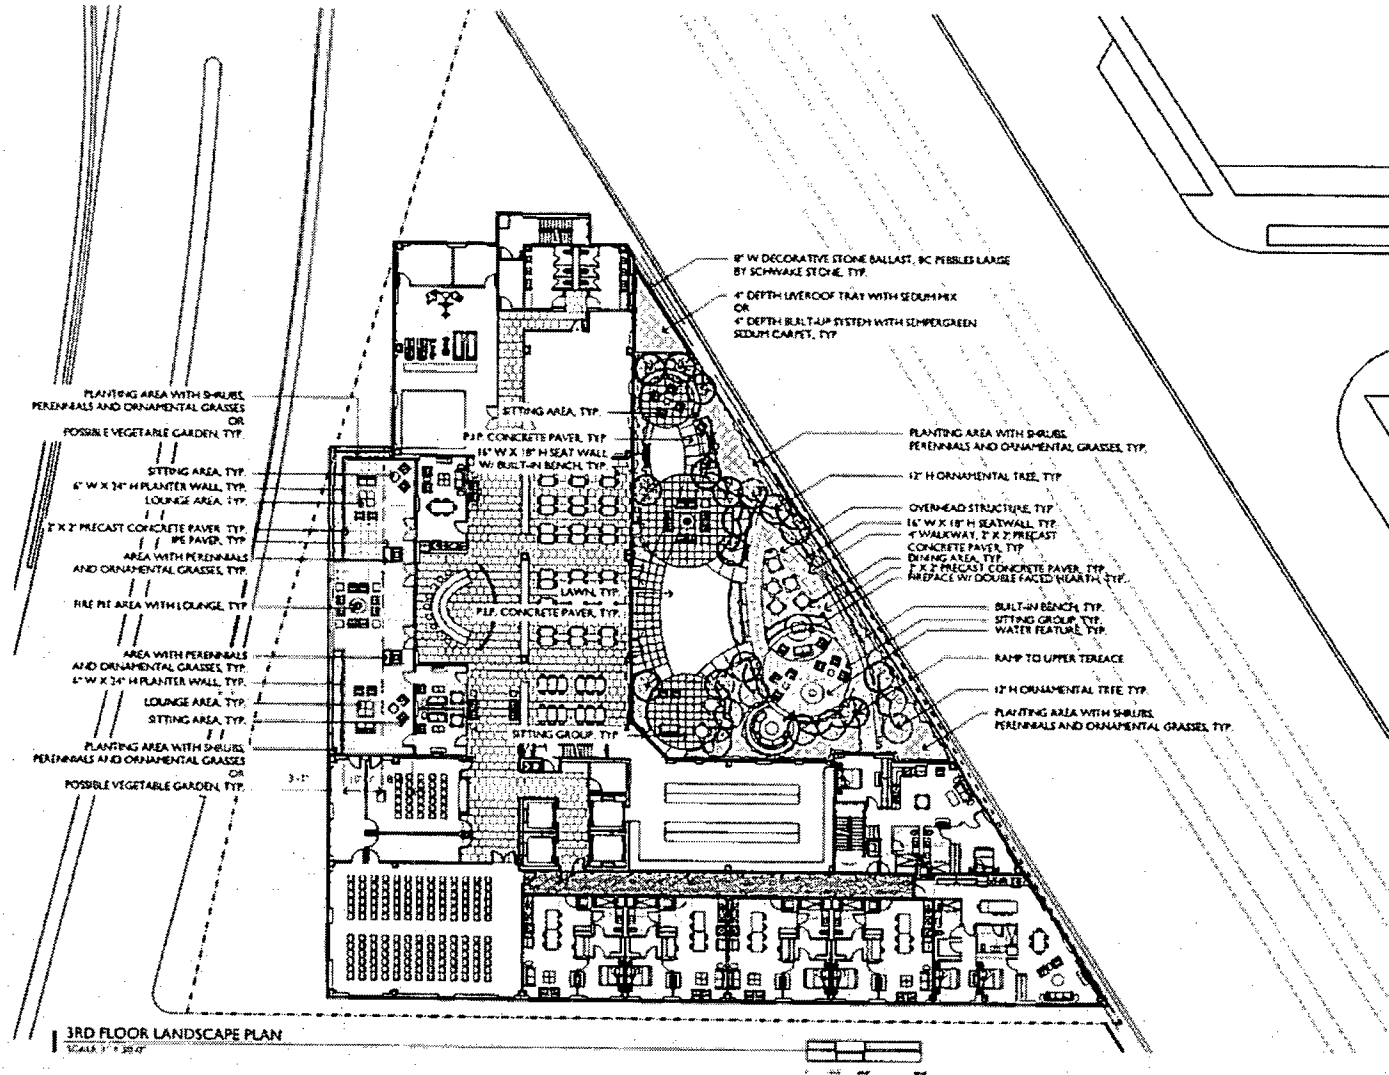 8" W DECORATIVE STONE BALLAST, BC PEBBLES LARGE
BY SCHWAKE STONE, TYP.
4" DEPTH LIVEROOF TRAY WITH SEDUM MIX
OR
4" DEPTH BUILT-UP SYSTEM WITH SEMPERGREEN
SEDUM CARPET, TYP
PLANTING AREA WITH SHRUBS,
PERENNIALS AND ORNAMENTAL GRASSES
OR
POSSIBLE VEGETABLE GARDEN, TYP.
SITTING AREA, TYP.
6" W X 24" H PLANTER WALL, TYP.
LOUNGE AREA, TYP.
2' X 2' PRECAST CONCRETE PAVER, TYP.
IPE PAVER, TYP.
AREA WITH PERENNIALS
AND ORNAMENTAL GRASSES, TYP.
FIRE PIT AREA WITH LOUNGE, TYP
AREA WITH PERENNIALS
AND ORNAMENTAL GRASSES, TYP.
6" W X 24" H PLANTER WALL, TYP.
LOUNGE AREA, TYP.
SITTING AREA, TYP.
PLANTING AREA WITH SHRUBS,
PERENNIALS AND ORNAMENTAL GRASSES
OR
POSSIBLE VEGETABLE GARDEN, TYP.
SITTING AREA, TYP.
P.I.P. CONCRETE PAVER, TYP
16" W X 18" H SEAT WALL
W/ BUILT-IN BENCH, TYP.
LAWN, TYP.
P.I.P. CONCRETE PAVER, TYP.
SITTING GROUP, TYP
PLANTING AREA WITH SHRUBS,
PERENNIALS AND ORNAMENTAL GRASSES, TYP.
12' H ORNAMENTAL TREE, TYP
OVERHEAD STRUCTURE, TYP
16" W X 18" H SEATWALL, TYP.
4' WALKWAY, 2' X 2' PRECAST
CONCRETE PAVER, TYP
DINING AREA, TYP.
2' X 2' PRECAST CONCRETE PAVER, TYP.
FIREPLACE W/ DOUBLE FACED HEARTH, TYP.
BUILT-IN BENCH, TYP.
SITTING GROUP, TYP.
WATER FEATURE, TYP.
RAMP TO UPPER TERRACE
12' H ORNAMENTAL TREE, TYP.
PLANTING AREA WITH SHRUBS,
PERENNIALS AND ORNAMENTAL GRASSES, TYP.
3RD FLOOR LANDSCAPE PLAN
SCALE: 1" = 20'-0"